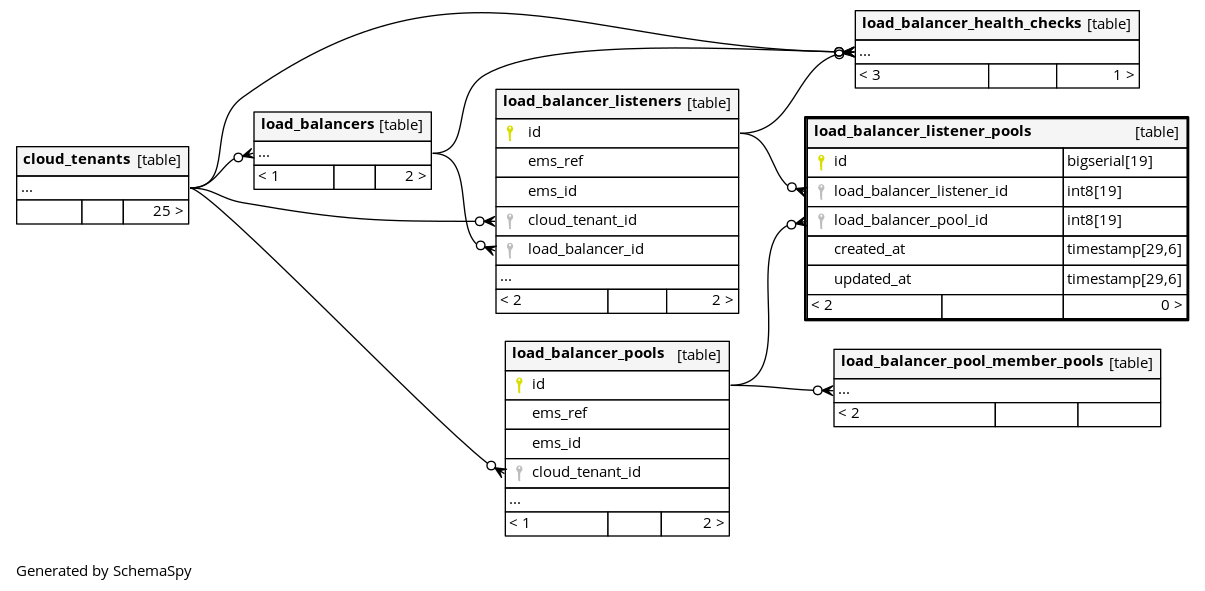 load_balancer_health_checks [table]
...
< 3 1 >
load_balancers [table]
...
< 1 2 >
cloud_tenants [table]
...
25 >
load_balancer_listeners [table]
id
ems_ref
ems_id
cloud_tenant_id
load_balancer_id
...
< 2 2 >
load_balancer_listener_pools [table]
id bigserial[19]
load_balancer_listener_id int8[19]
load_balancer_pool_id int8[19]
created_at timestamp[29,6]
updated_at timestamp[29,6]
< 2 0 >
load_balancer_pools [table]
id
ems_ref
ems_id
cloud_tenant_id
...
< 1 2 >
load_balancer_pool_member_pools [table]
...
< 2
Generated by SchemaSpy